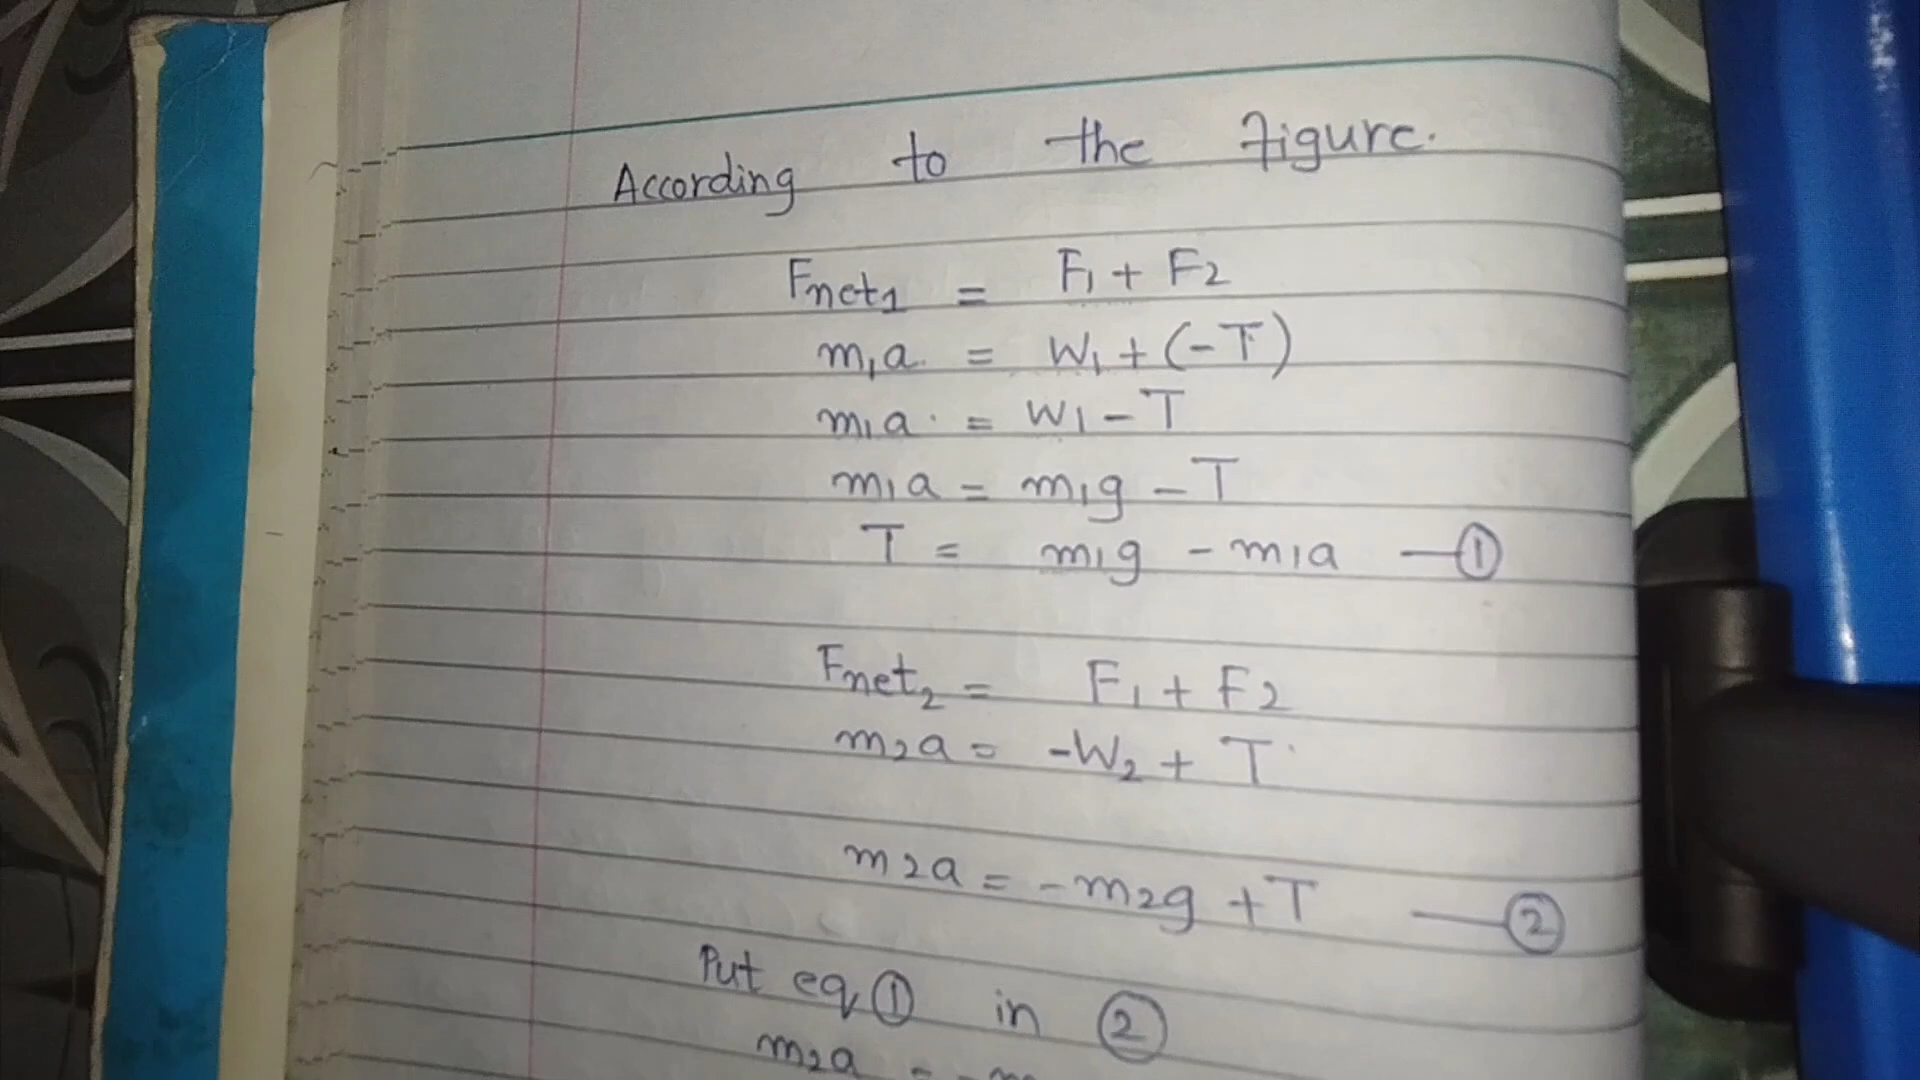 According to the figure.
Fnet₁ = F₁ + F₂
m₁a = W₁ + (-T)
m₁a = W₁ - T
m₁a = m₁g - T
T = m₁g - m₁a —①
Fnet₂ = F₁ + F₂
m₂a = -W₂ + T
m₂a = -m₂g + T —②
Put eq ① in ②
m₂a = -m